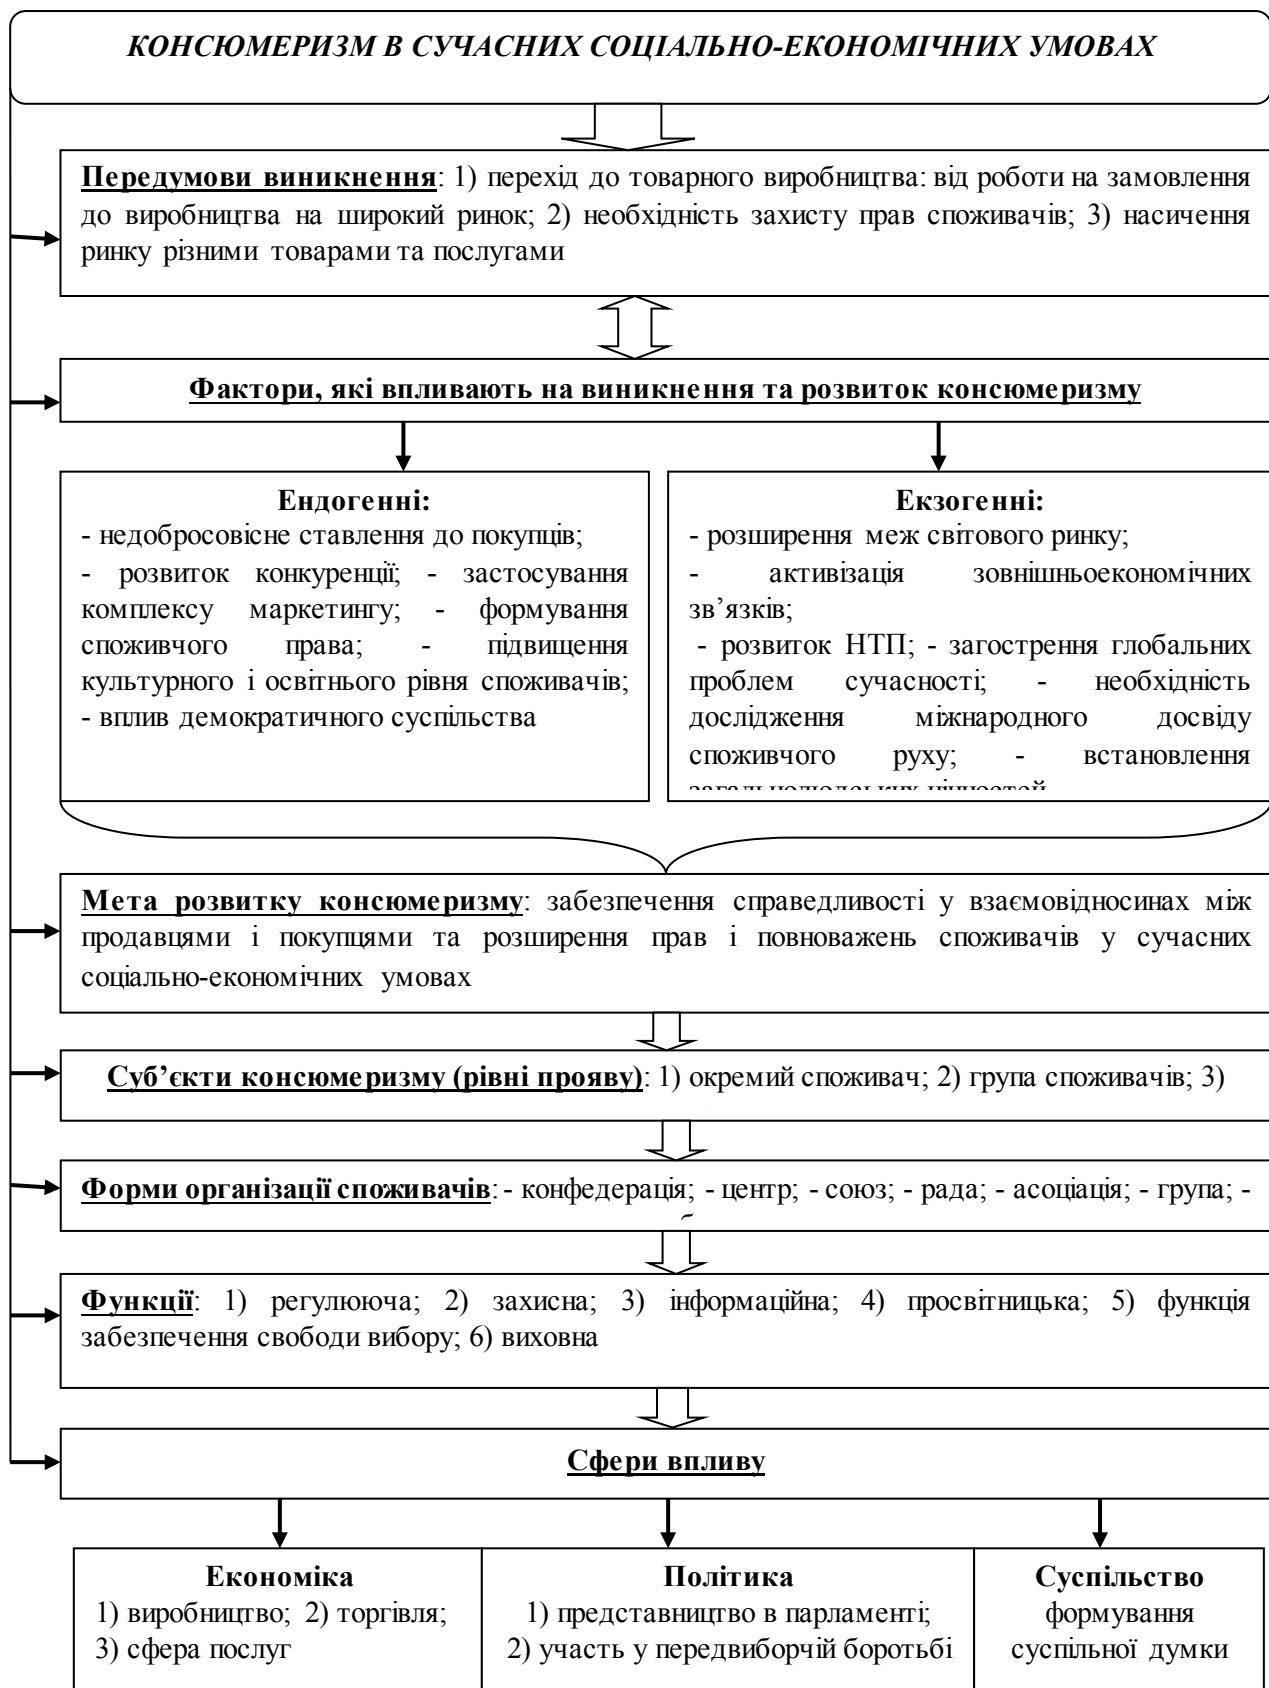 КОНСЮМЕРИЗМ В СУЧАСНИХ СОЦІАЛЬНО-ЕКОНОМІЧНИХ УМОВАХ
Передумови виникнення: 1) перехід до товарного виробництва: від роботи на замовлення
до виробництва на широкий ринок; 2) необхідність захисту прав споживачів; 3) насичення
ринку різними товарами та послугами
Фактори, які впливають на виникнення та розвиток консюмеризму
Ендогенні:
- недобросовісне ставлення до покупців;
- розвиток конкуренції; - застосування
комплексу маркетингу; - формування
споживчого права; - підвищення
культурного і освітнього рівня споживачів;
- вплив демократичного суспільства
Екзогенні:
- розширення меж світового ринку;
- активізація зовнішньоекономічних
зв’язків;
- розвиток НТП; - загострення глобальних
проблем сучасності; - необхідність
дослідження міжнародного досвіду
споживчого руху; - встановлення
загальнолюдських цінностей
Мета розвитку консюмеризму: забезпечення справедливості у взаємовідносинах між
продавцями і покупцями та розширення прав і повноважень споживачів у сучасних
соціально-економічних умовах
Суб’єкти консюмеризму (рівні прояву): 1) окремий споживач; 2) група споживачів; 3)
Форми організації споживачів: - конфедерація; - центр; - союз; - рада; - асоціація; - група; -
Функції: 1) регулююча; 2) захисна; 3) інформаційна; 4) просвітницька; 5) функція
забезпечення свободи вибору; 6) виховна
Сфери впливу
Економіка
1) виробництво; 2) торгівля;
3) сфера послуг
Політика
1) представництво в парламенті;
2) участь у передвиборчій боротьбі
Суспільство
формування
суспільної думки